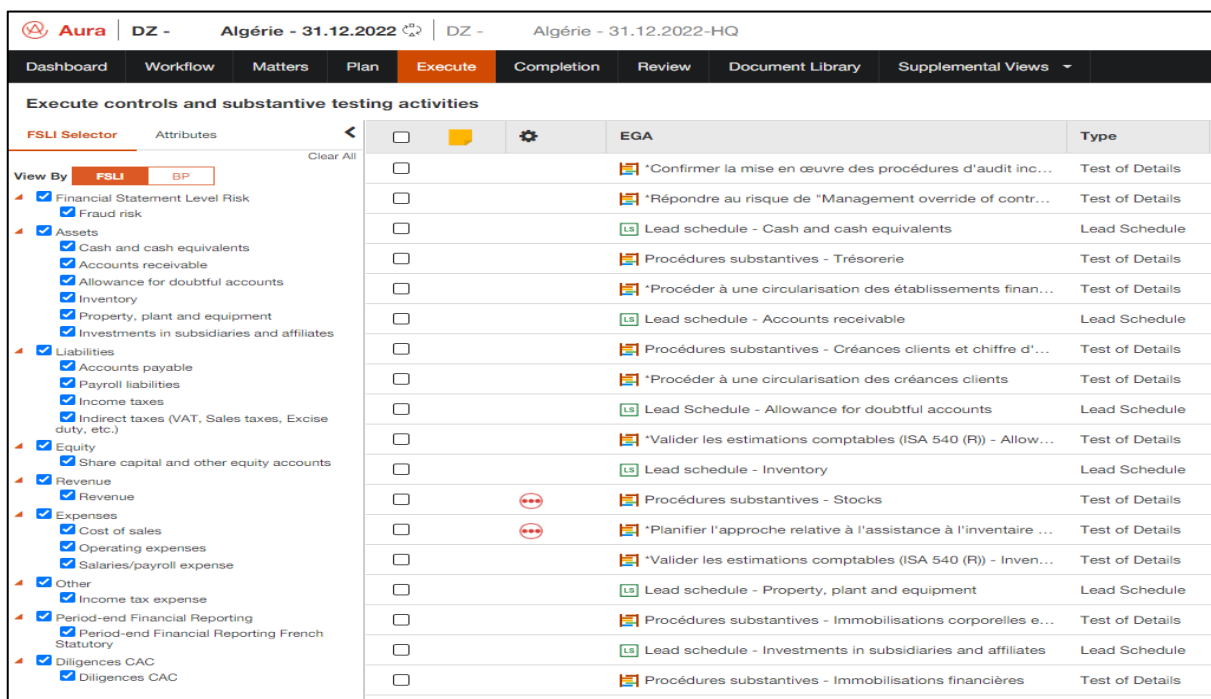 Aura DZ - Algérie - 31.12.2022 DZ - Algérie - 31.12.2022-HQ
Dashboard Workflow Matters Plan Execute Completion Review Document Library Supplemental Views
Execute controls and substantive testing activities
FSLI Selector Attributes
Clear All
View By FSLI BP
Financial Statement Level Risk
Fraud risk
Assets
Cash and cash equivalents
Accounts receivable
Allowance for doubtful accounts
Inventory
Property, plant and equipment
Investments in subsidiaries and affiliates
Liabilities
Accounts payable
Payroll liabilities
Income taxes
Indirect taxes (VAT, Sales taxes, Excise
duty, etc.)
Equity
Share capital and other equity accounts
Revenue
Revenue
Expenses
Cost of sales
Operating expenses
Salaries/payroll expense
Other
Income tax expense
Period-end Financial Reporting
Period-end Financial Reporting French
Statutory
Diligences CAC
Diligences CAC
EGA Type
*Confirmer la mise en œuvre des procédures d'audit inc... Test of Details
*Répondre au risque de "Management override of contr... Test of Details
LS Lead schedule - Cash and cash equivalents Lead Schedule
Procédures substantives - Trésorerie Test of Details
*Procéder à une circularisation des établissements finan... Test of Details
LS Lead schedule - Accounts receivable Lead Schedule
Procédures substantives - Créances clients et chiffre d'... Test of Details
*Procéder à une circularisation des créances clients Test of Details
LS Lead Schedule - Allowance for doubtful accounts Lead Schedule
*Valider les estimations comptables (ISA 540 (R)) - Allow... Test of Details
LS Lead schedule - Inventory Lead Schedule
Procédures substantives - Stocks Test of Details
*Planifier l'approche relative à l'assistance à l'inventaire ... Test of Details
*Valider les estimations comptables (ISA 540 (R)) - Inven... Test of Details
LS Lead schedule - Property, plant and equipment Lead Schedule
Procédures substantives - Immobilisations corporelles e... Test of Details
LS Lead schedule - Investments in subsidiaries and affiliates Lead Schedule
Procédures substantives - Immobilisations financières Test of Details